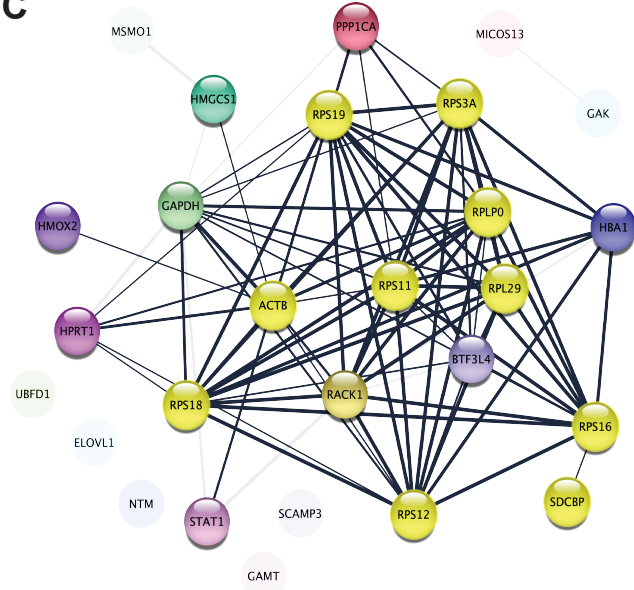 C
PPP1CA
MSMO1
MICOS13
HMGCS1
RPS3A
RPS19
GAK
GAPDH
RPLP0
HMOX2
HBA1
RPS11
RPL29
ACTB
HPRT1
BTF3L4
UBFD1
RACK1
RPS18
RPS16
ELOVL1
NTM
SDCBP
SCAMP3
RPS12
STAT1
GAMT